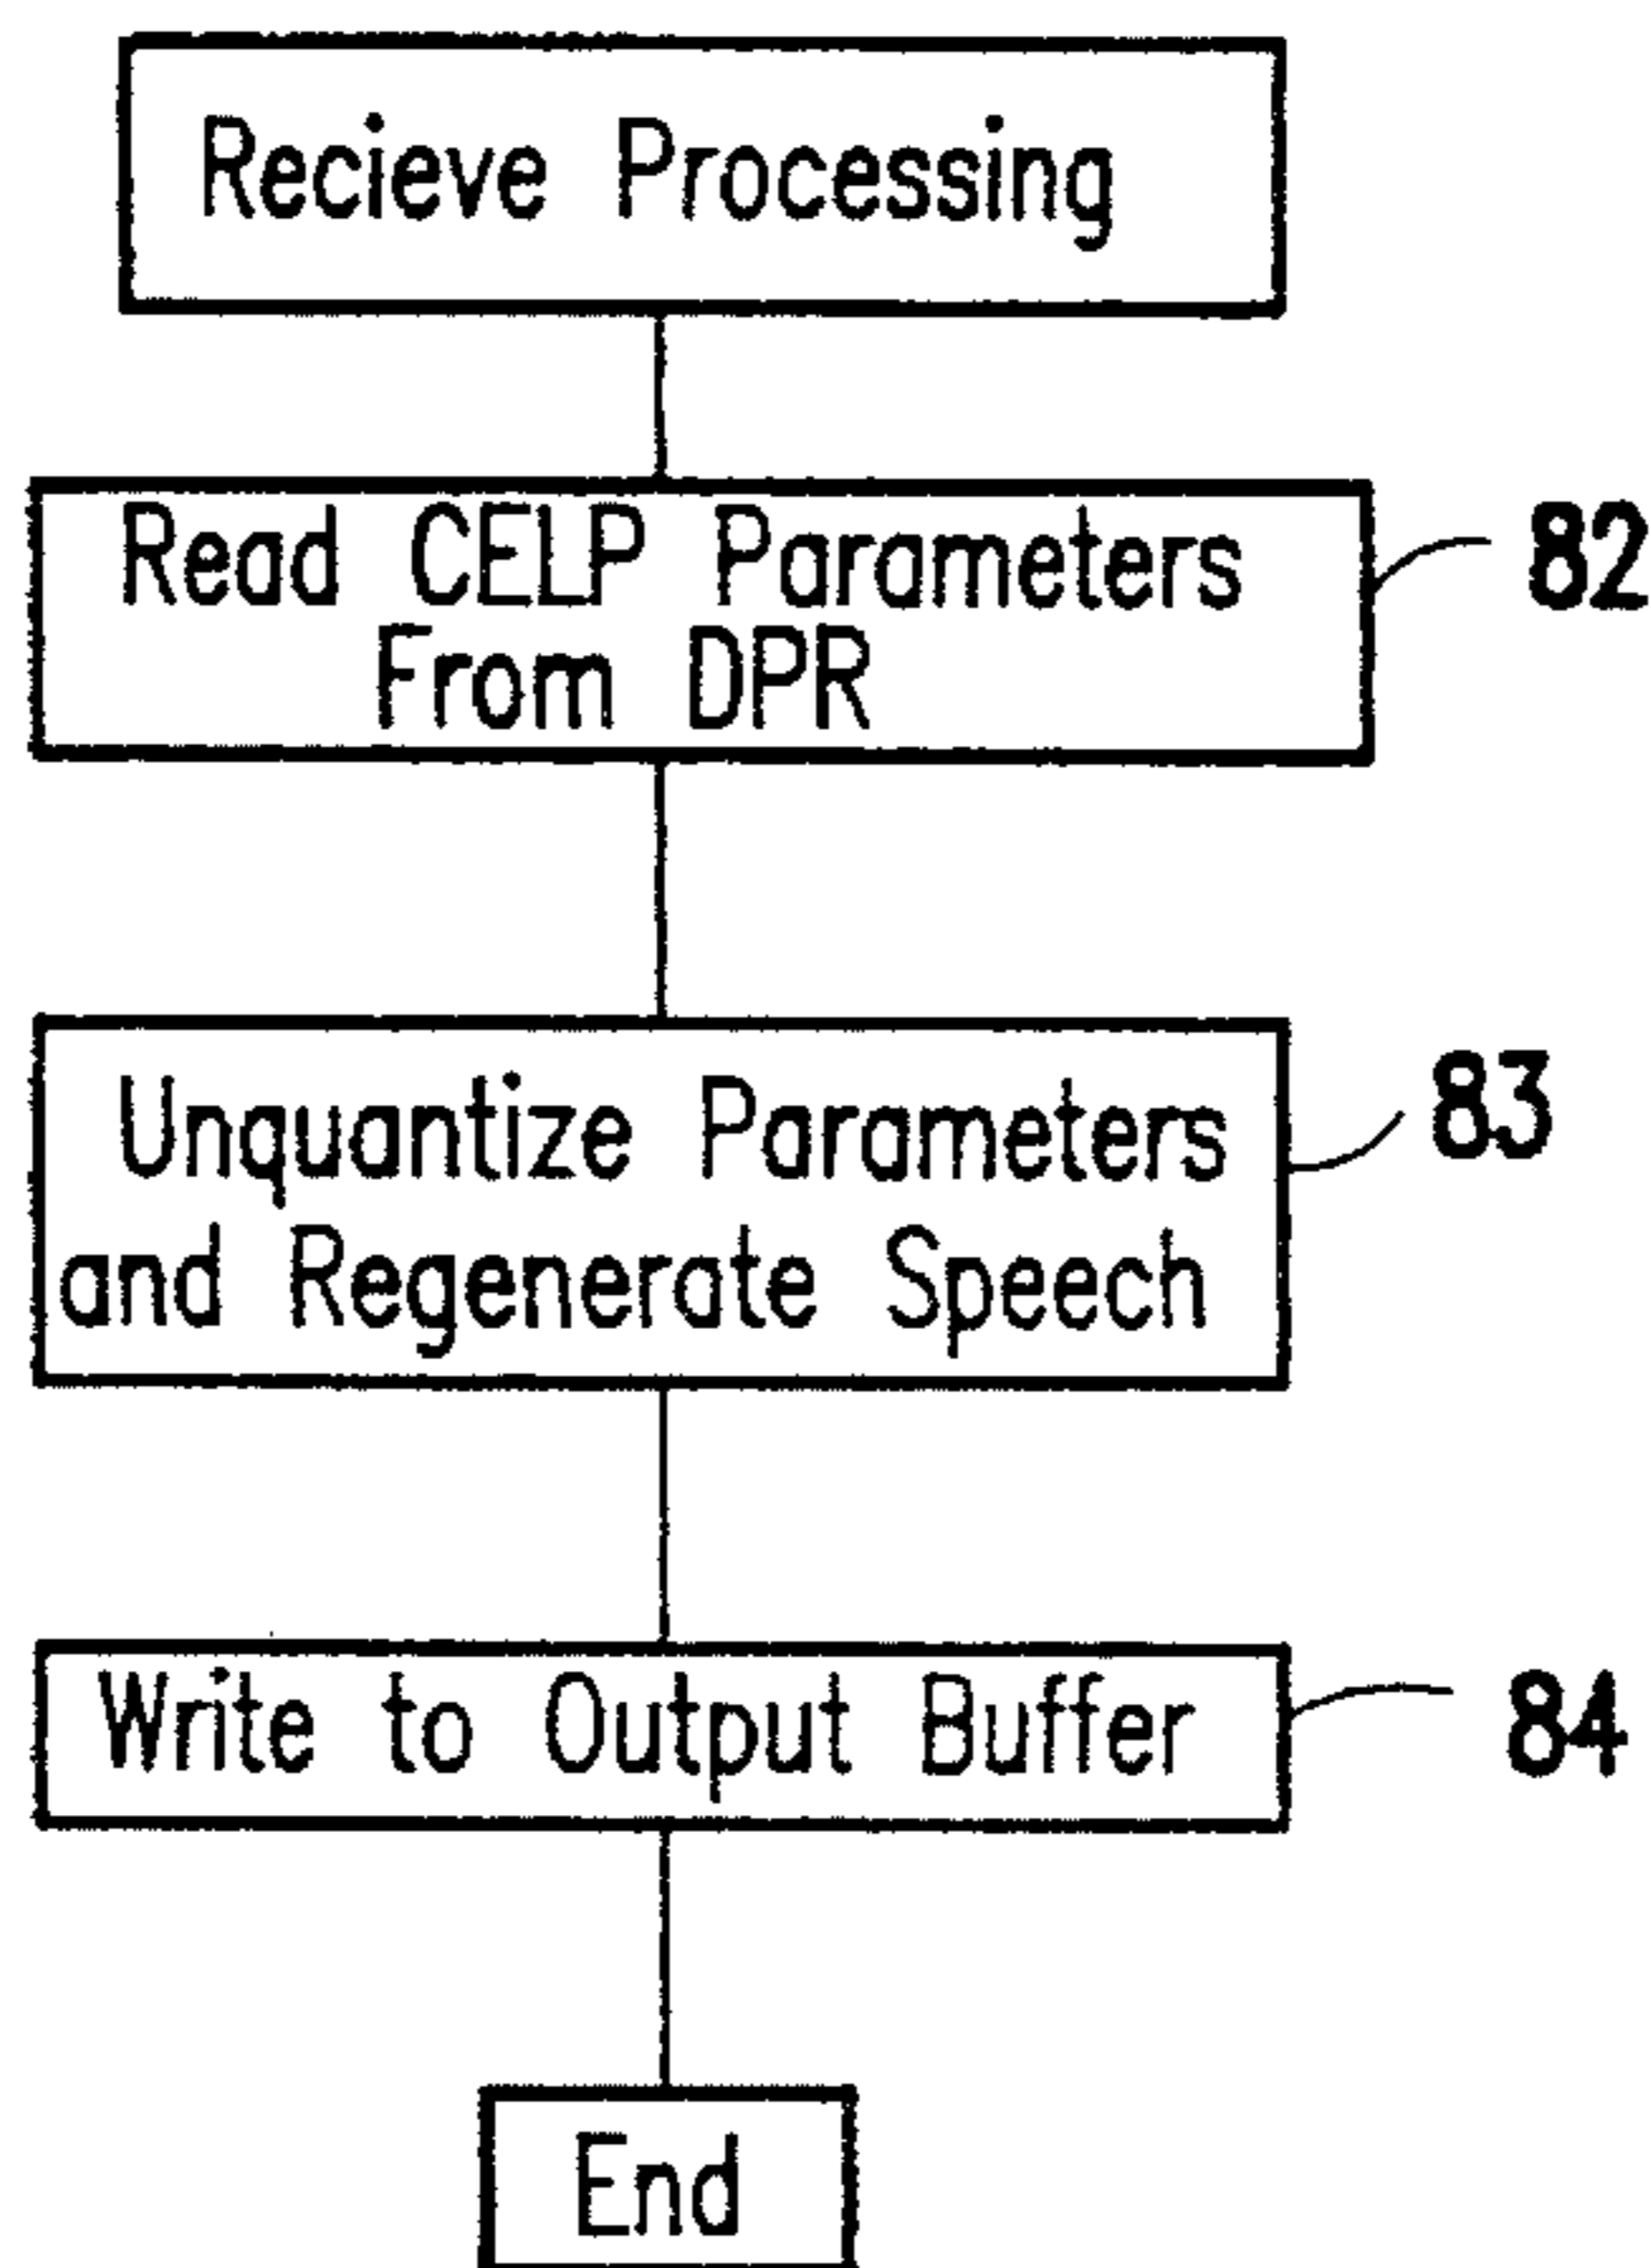 Recieve Processing
Read CELP Parameters
From DPR
82
Unquantize Parameters
and Regenerate Speech
83
Write to Output Buffer
84
End